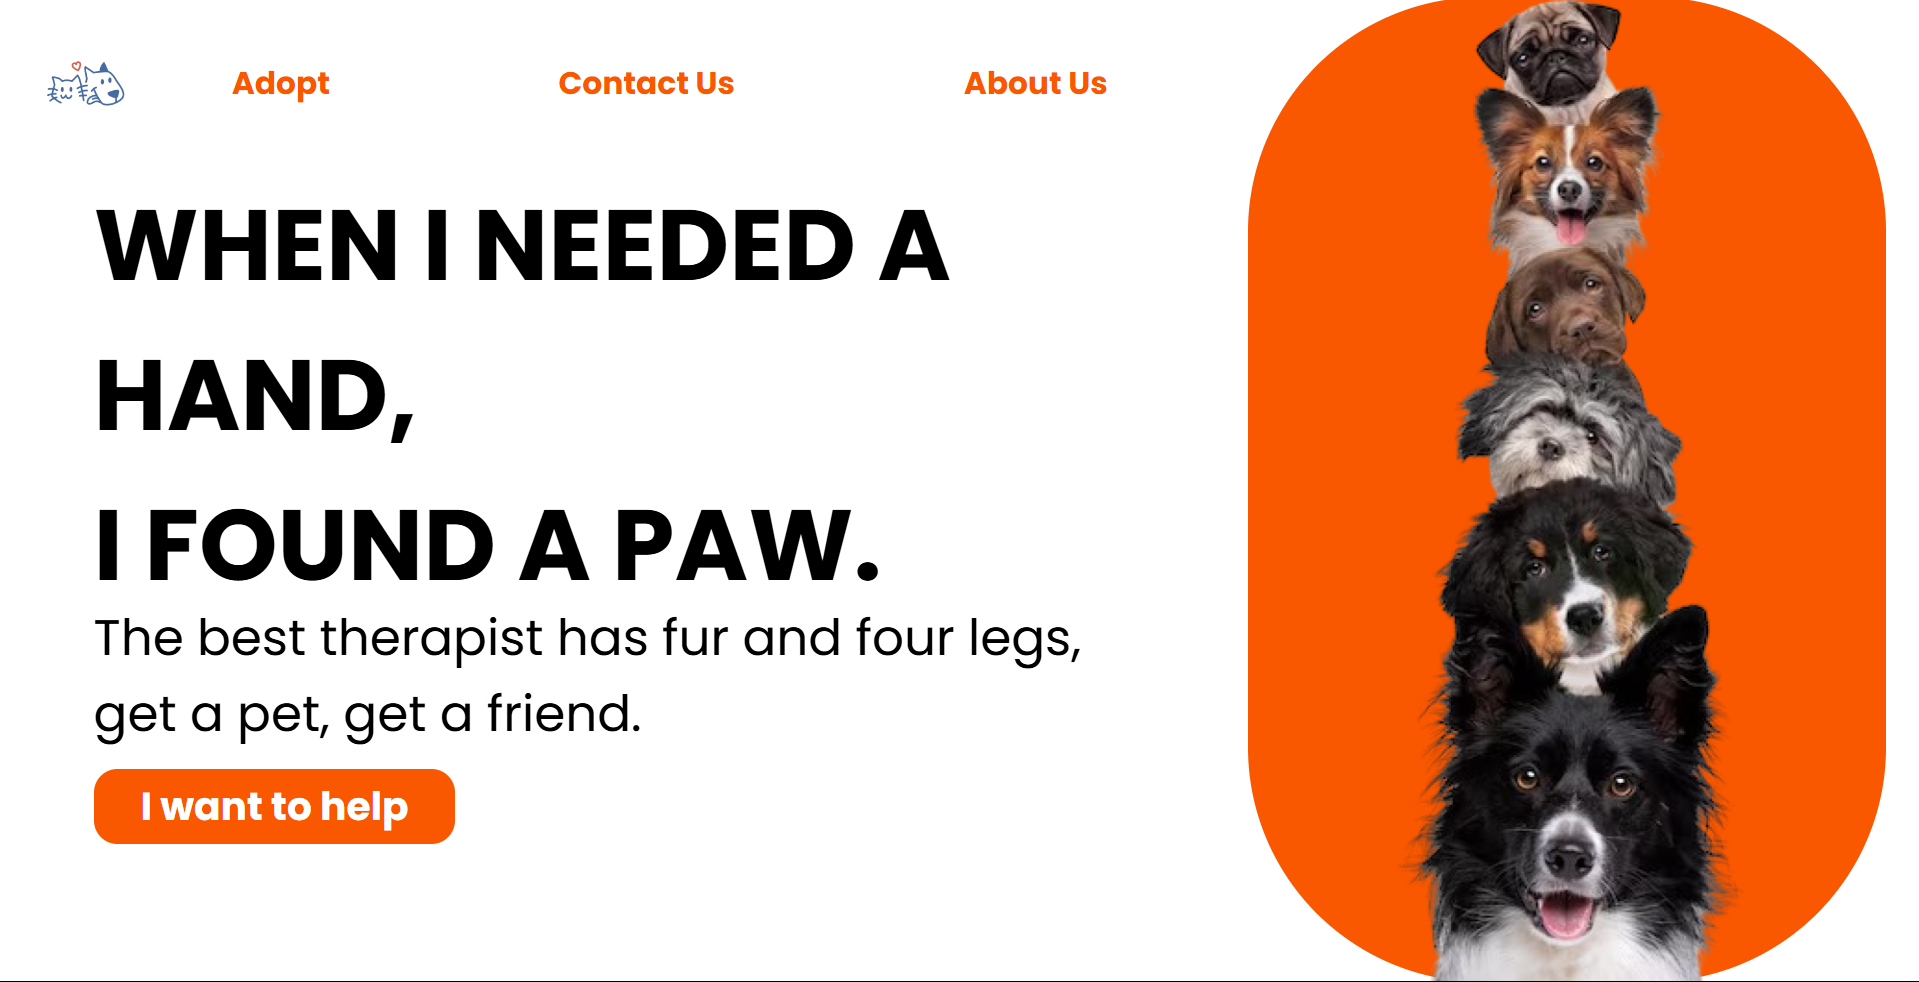 Adopt Contact Us About Us
WHEN I NEEDED A
HAND,
I FOUND A PAW.
The best therapist has fur and four legs,
get a pet, get a friend.
I want to help